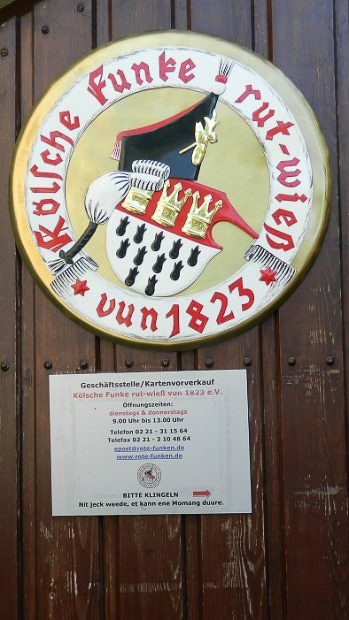 Kölsche Funke rut-wieß
vun 1823
Geschäftsstelle/Kartenvorverkauf
Kölsche Funke rut-wieß vun 1823 e.V.
Öffnungszeiten:
dienstags & donnerstags
9.00 Uhr bis 13.00 Uhr
Telefon 02 21 - 31 15 64
Telefax 02 21 - 3 10 48 64
epost@rote-funken.de
www.rote-funken.de
BITTE KLINGELN
Nit jeck weede, et kann ene Momang duure.